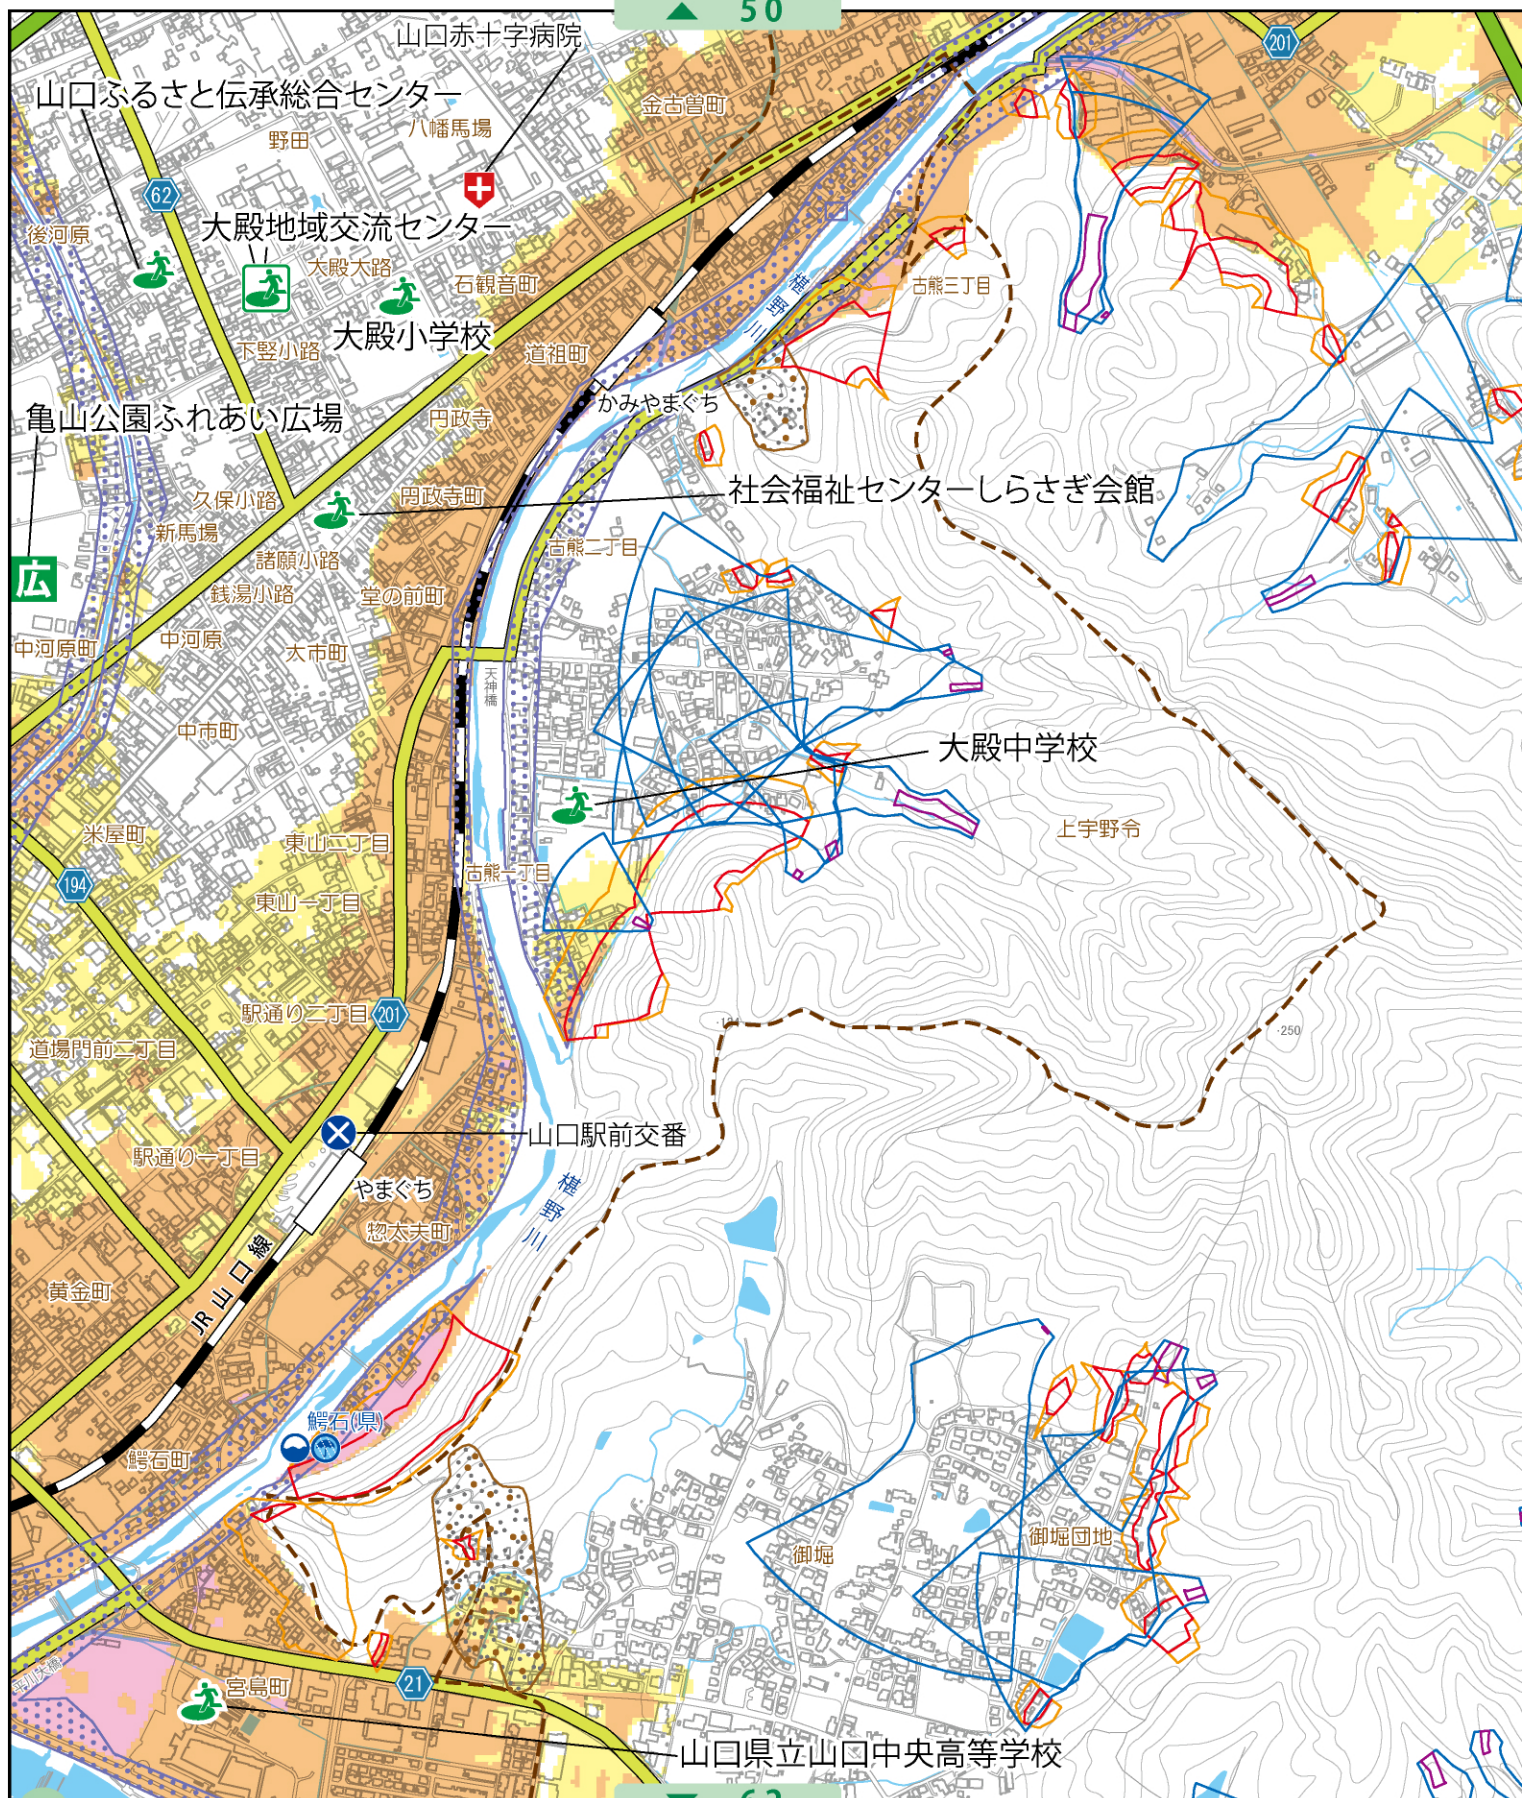 ▲ 50
山口赤十字病院
201
山口ふるさと伝承総合センター
金古曽町
八幡馬場
野田
62
大殿地域交流センター
後河原
大殿大路
石観音町
古熊三丁目
椹野川
大殿小学校
下竪小路
道祖町
かみやまぐち
亀山公園ふれあい広場
円政寺
社会福祉センターしらさぎ会館
久保小路
円政寺町
新馬場
古熊二丁目
諸願小路
広
銭湯小路
堂の前町
中河原町
中河原
大市町
天神橋
中市町
大殿中学校
米屋町
東山二丁目
上宇野令
古熊一丁目
194
東山一丁目
駅通り二丁目
201
・250
道場門前二丁目
山口駅前交番
駅通り一丁目
やまぐち
椹野川
惣太夫町
JR山口線
黄金町
鰐石(県)
鰐石町
御堀団地
御堀
平川大橋
宮島町
21
山口県立山口中央高等学校
▼ 62